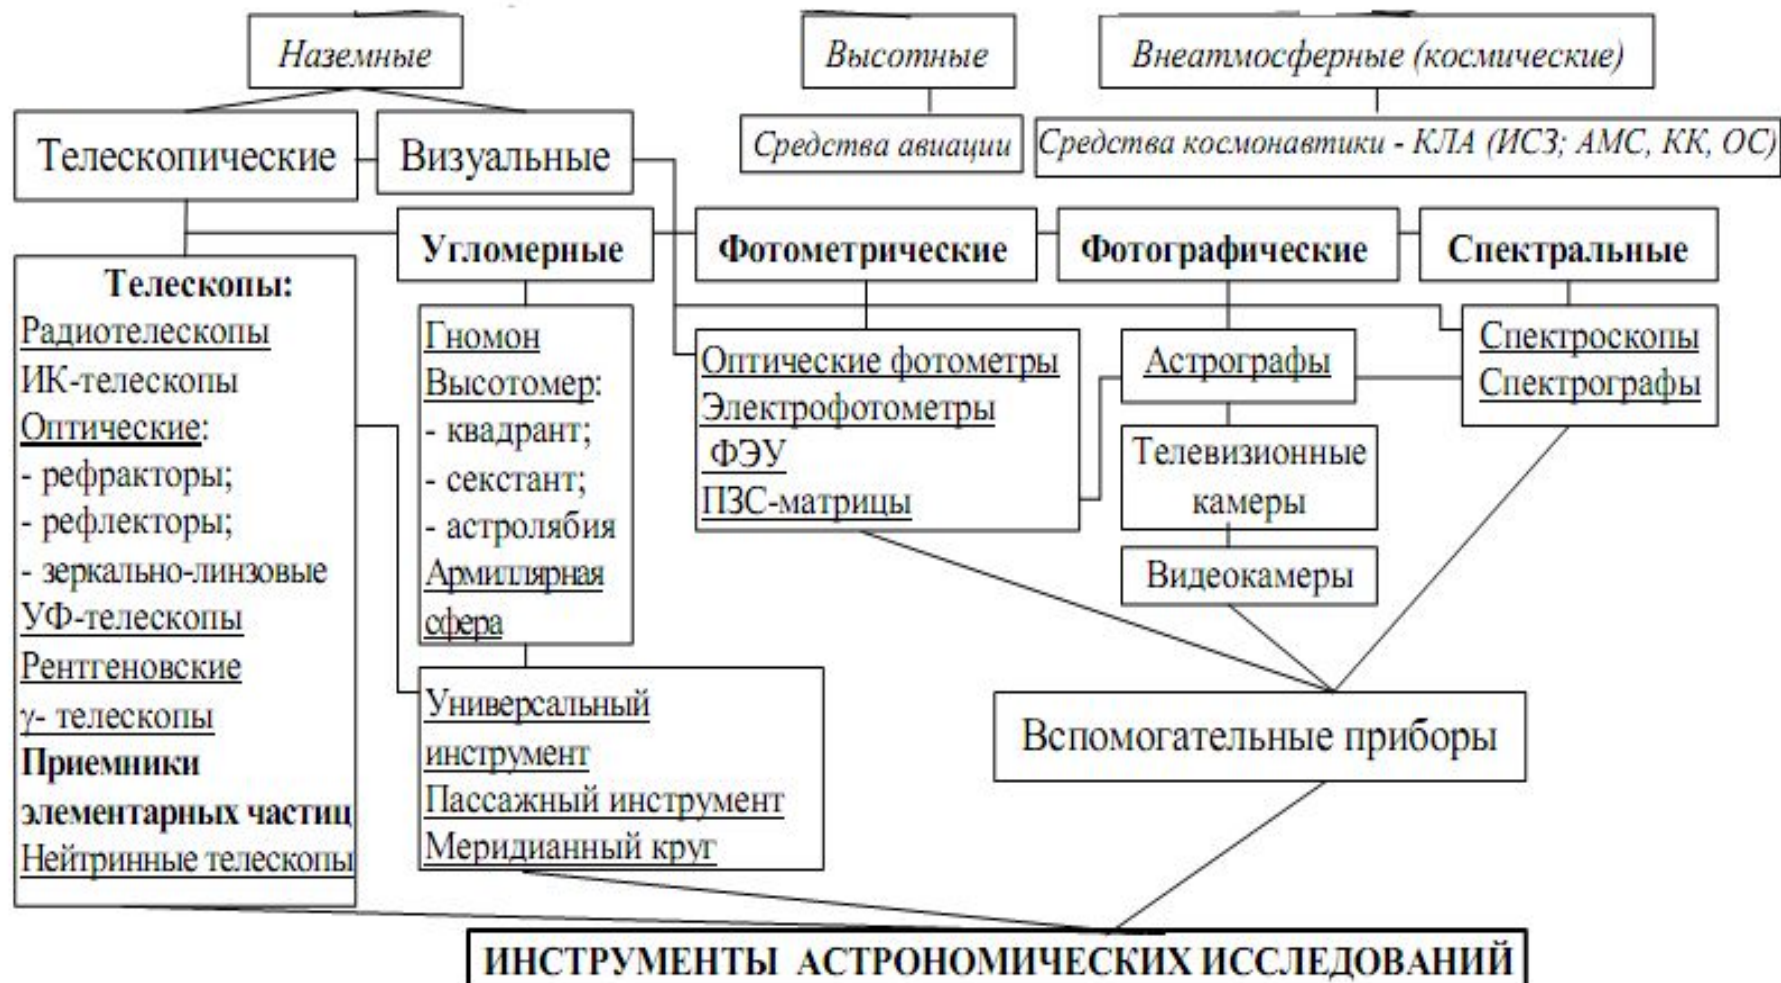 Наземные
Высотные
Внеатмосферные (космические)
Телескопические
Визуальные
Средства авиации
Средства космонавтики - КЛА (ИСЗ; АМС, КК, ОС)
Угломерные
Фотометрические
Фотографические
Спектральные
Телескопы:
Радиотелескопы
ИК-телескопы
Оптические:
- рефракторы;
- рефлекторы;
- зеркально-линзовые
УФ-телескопы
Рентгеновские
γ- телескопы
Приемники
элементарных частиц
Нейтринные телескопы
Гномон
Высотомер:
- квадрант;
- секстант;
- астролябия
Армиллярная
сфера
Универсальный
инструмент
Пассажный инструмент
Меридианный круг
Оптические фотометры
Электрофотометры
ФЭУ
ПЗС-матрицы
Астрографы
Телевизионные
камеры
Видеокамеры
Спектроскопы
Спектрографы
Вспомогательные приборы
ИНСТРУМЕНТЫ АСТРОНОМИЧЕСКИХ ИССЛЕДОВАНИЙ